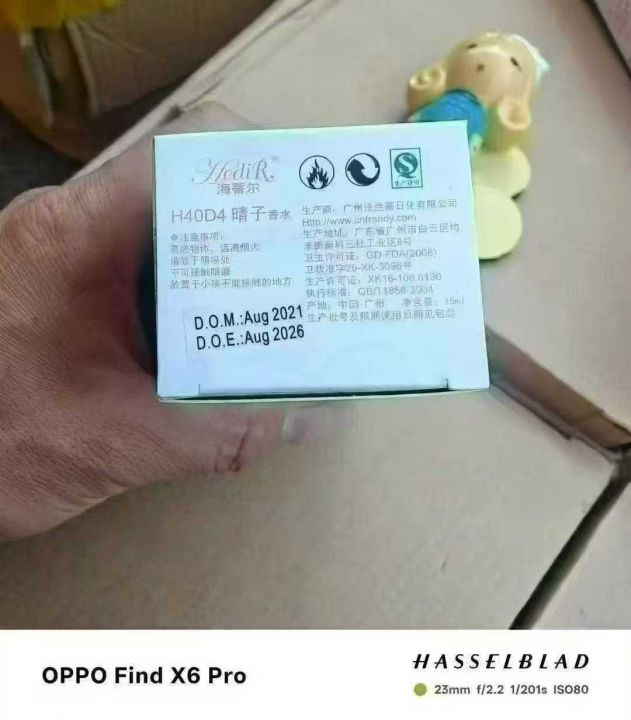 HediR®
海蒂尔
H40D4 晴子香水
◆注意事项:
易燃物体，远离烟火
请放于阴凉处
不可接触眼器
放置于小孩不能接触的地方
生产许可
生产商: 广州法兰蒂日化有限公司
Http://www.cnfrandy.com
生产地址: 广东省广州市白云区均
禾街新科三社工业区8号
卫生许可证: GD·FDA(2008)
卫妆准字29-XK-3096号
生产许可证: XK16-108 0130
执行标准: QB/T1858-2004
产地: 中国·广州 净含量: 15ml
生产批号及限期使用日期见包装
D.O.M.:Aug 2021
D.O.E.:Aug 2026
OPPO Find X6 Pro
HASSELBLAD
23mm f/2.2 1/201s ISO80